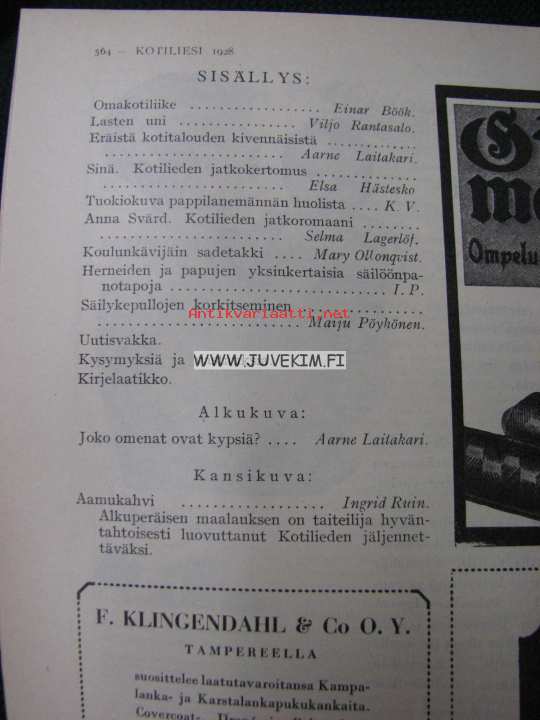 564 — KOTILIESI 1928
SISÄLLYS:
Omakotiliike .................. Einar Böök.
Lasten uni ................ Viljo Rantasalo.
Eräistä kotitalouden kivennäisistä ............
........................ Aarne Laitakari.
Sinä. Kotilieden jatkokertomus ............
........................ Elsa Hästesko
Tuokiokuva pappilanemännän huolista .... K. V.
Anna Svärd. Kotilieden jatkoromaani ........
........................ Selma Lagerlöf.
Koulunkävijäin sadetakki .... Mary Ollonqvist.
Herneiden ja papujen yksinkertaisia säilöönpa-
notapoja ........................ I. P.
Säilykepullojen korkitseminen ..............
Antikvariaatti.net
........................ Maiju Pöyhönen.
Uutisvakka.
Kysymyksiä ja
WWW.JUVEKIM.FI
Kirjelaatikko.
Alkukuva:
Joko omenat ovat kypsiä? .... Aarne Laitakari.
Kansikuva:
Aamukahvi .................. Ingrid Ruin.
Alkuperäisen maalauksen on taiteilija hyvän-
tahtoisesti luovuttanut Kotilieden jäljennet-
täväksi.
Ompelu
F. KLINGENDAHL & Co O. Y.
TAMPEREELLA
suosittelee laatutavaroitansa Kampa-
lanka- ja Karstalankapukukankaita.
Covercoat-